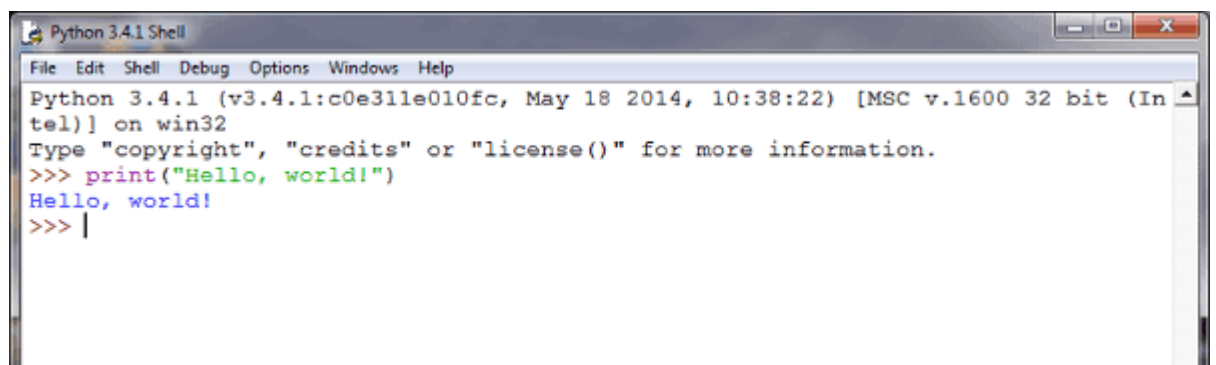 Python 3.4.1 Shell
File Edit Shell Debug Options Windows Help
Python 3.4.1 (v3.4.1:c0e311e010fc, May 18 2014, 10:38:22) [MSC v.1600 32 bit (In
tel)] on win32
Type "copyright", "credits" or "license()" for more information.
>>> print("Hello, world!")
Hello, world!
>>>